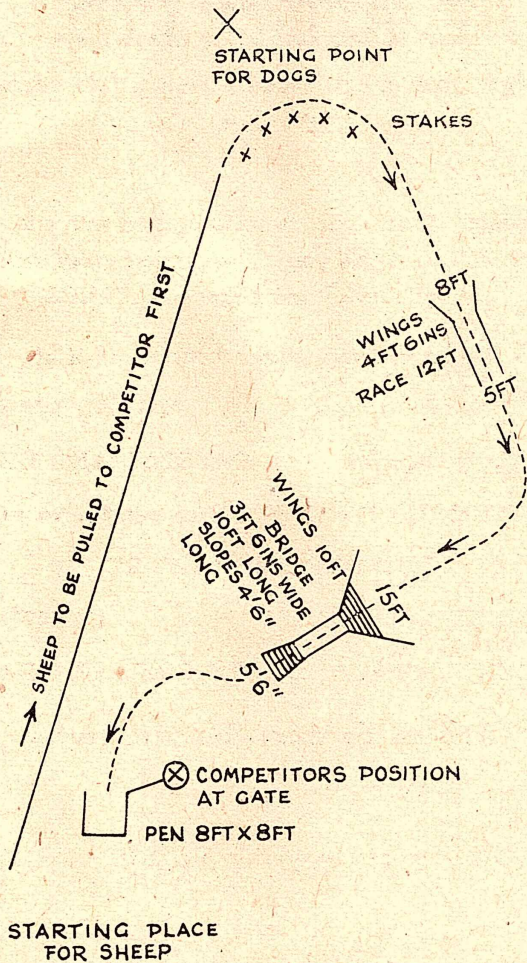 STARTING POINT
FOR DOGS
STAKES
SHEEP TO BE PULLED TO COMPETITOR FIRST
8FT
WINGS
4FT 6INS
RACE 12FT
5FT
WINGS 10FT
BRIDGE
3FT 6INS WIDE
10FT LONG
SLOPES 4'6"
LONG
15FT
5'6"
COMPETITORS POSITION
AT GATE
PEN 8FT X 8FT
STARTING PLACE
FOR SHEEP